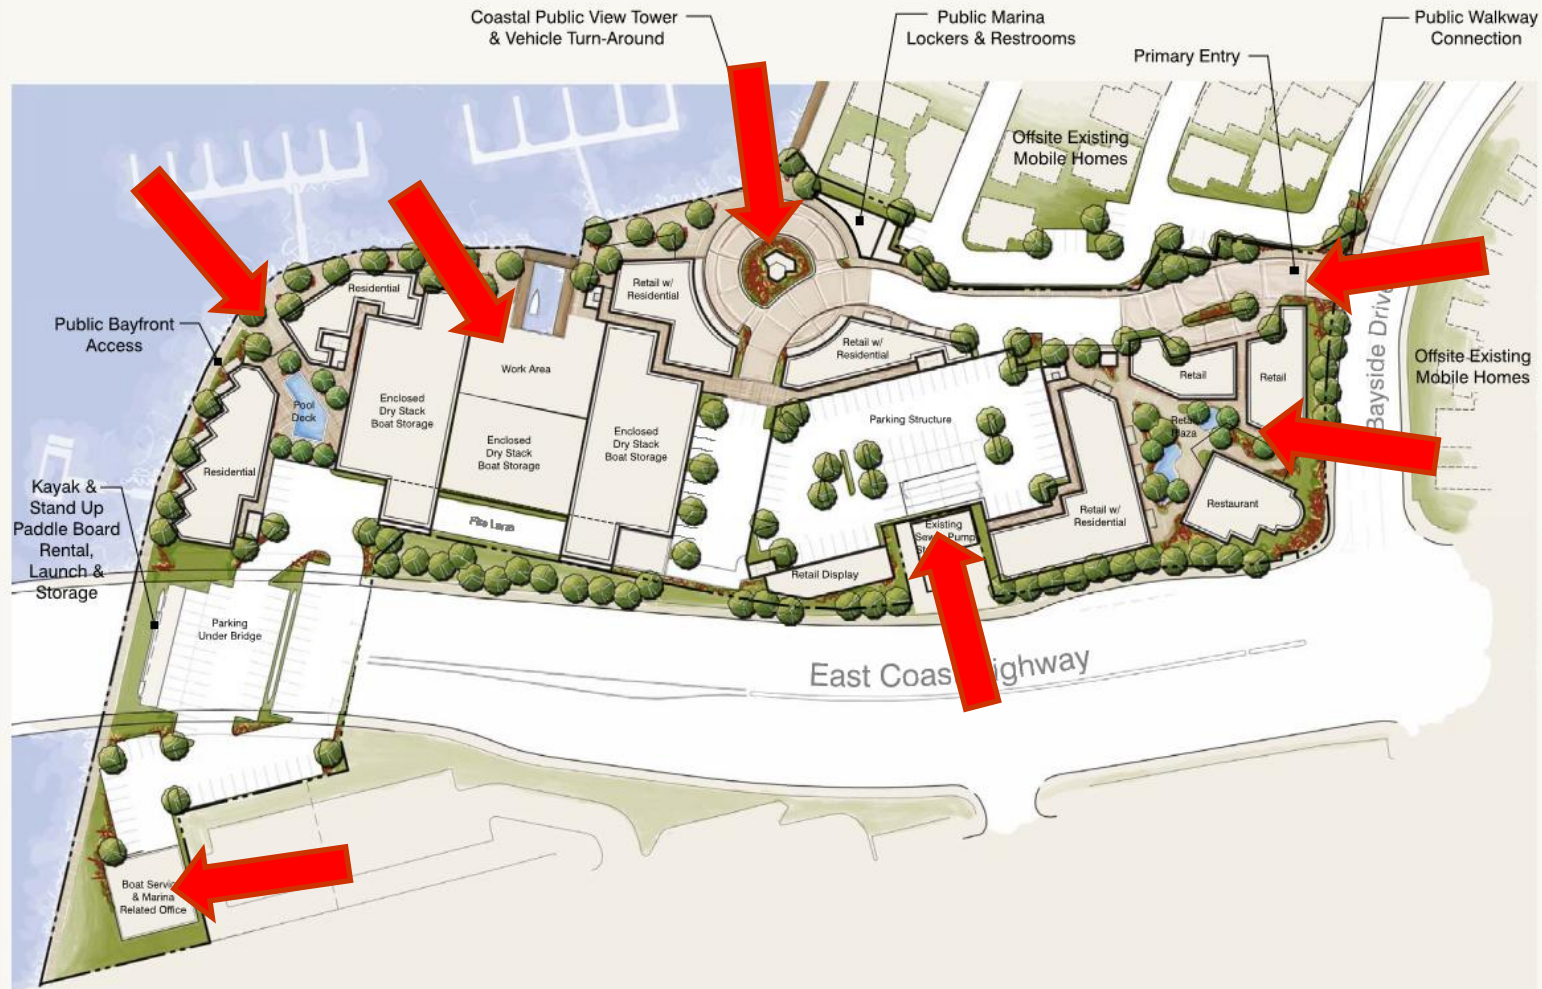 Coastal Public View Tower
& Vehicle Turn-Around
Public Marina
Lockers & Restrooms
Public Walkway
Connection
Primary Entry
Offsite Existing
Mobile Homes
Residential
Retail w/
Residential
Public Bayfront
Access
Retail w/
Residential
Work Area
Retail
Retail
Bayside Drive
Offsite Existing
Mobile Homes
Pool
Deck
Enclosed
Dry Stack
Boat Storage
Enclosed
Dry Stack
Boat Storage
Enclosed
Dry Stack
Boat Storage
Parking Structure
Plaza
Residential
Restaurant
Kayak &
Stand Up
Paddle Board
Rental,
Launch &
Storage
Retail w/
Residential
Existing
Pump
Retail Display
Parking
Under Bridge
East
Boat
& Marina
Related Office